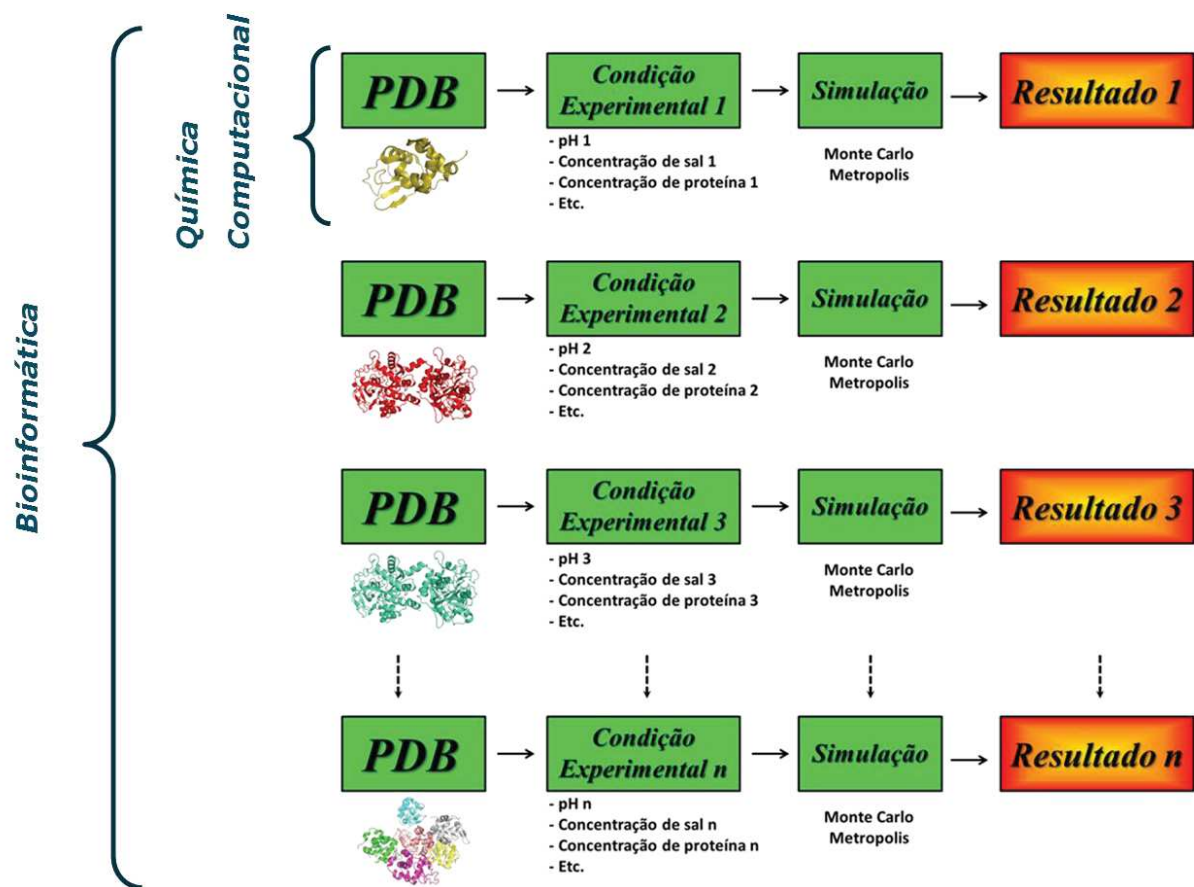 Bioinformática
Química
Computacional
PDB
Condição
Experimental 1
- pH 1
- Concentração de sal 1
- Concentração de proteína 1
- Etc.
Simulação
Monte Carlo
Metropolis
Resultado 1
PDB
Condição
Experimental 2
- pH 2
- Concentração de sal 2
- Concentração de proteína 2
- Etc.
Simulação
Monte Carlo
Metropolis
Resultado 2
PDB
Condição
Experimental 3
- pH 3
- Concentração de sal 3
- Concentração de proteína 3
- Etc.
Simulação
Monte Carlo
Metropolis
Resultado 3
PDB
Condição
Experimental n
- pH n
- Concentração de sal n
- Concentração de proteína n
- Etc.
Simulação
Monte Carlo
Metropolis
Resultado n